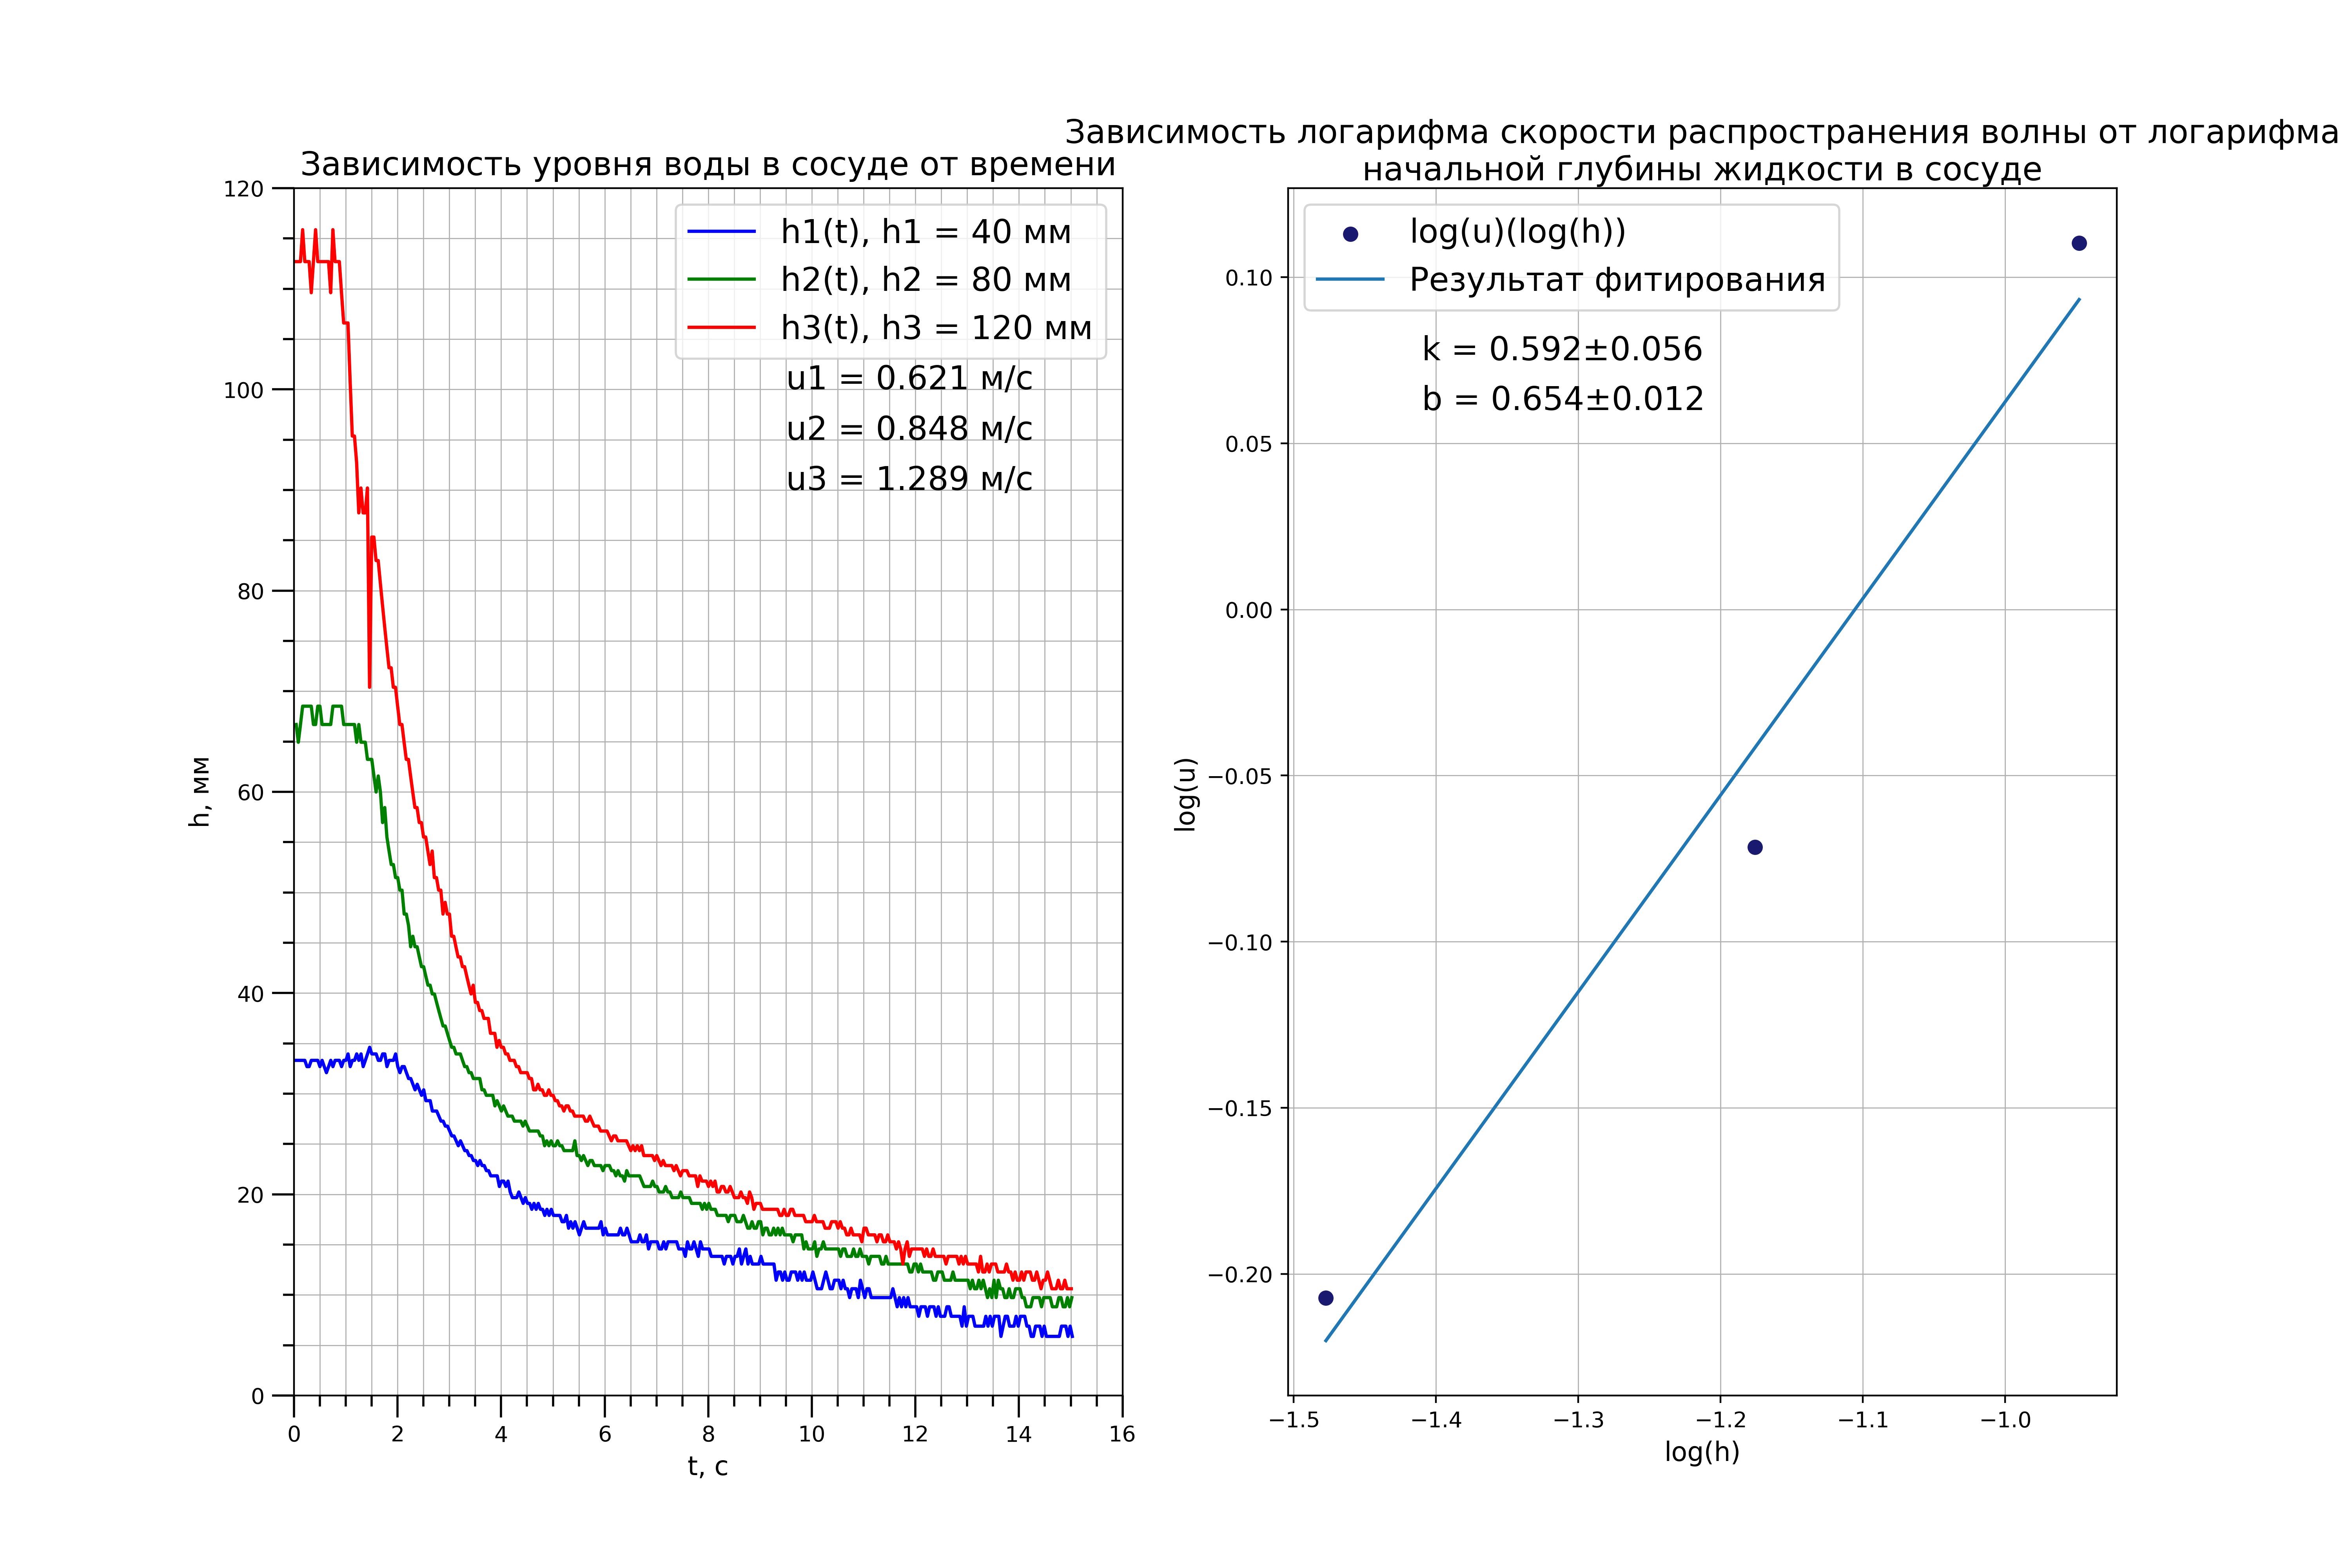 Зависимость уровня воды в сосуде от времени
h1(t), h1 = 40 мм
h2(t), h2 = 80 мм
h3(t), h3 = 120 мм
u1 = 0.621 м/с
u2 = 0.848 м/с
u3 = 1.289 м/с
h, мм
120
100
80
60
40
20
0
0 2 4 6 8 10 12 14 16
t, с
Зависимость логарифма скорости распространения волны от логарифма
начальной глубины жидкости в сосуде
log(u)(log(h))
Результат фитирования
k = 0.592±0.056
b = 0.654±0.012
log(u)
0.10
0.05
0.00
−0.05
−0.10
−0.15
−0.20
−1.5 −1.4 −1.3 −1.2 −1.1 −1.0
log(h)